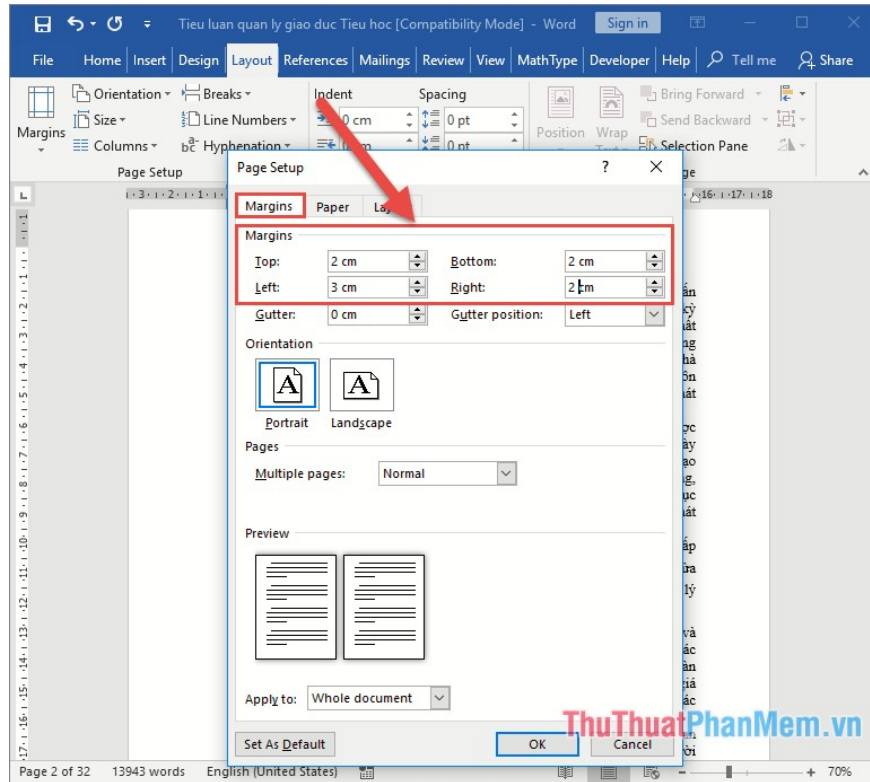 Tieu luan quan ly giao duc Tieu hoc [Compatibility Mode] - Word Sign in
File Home Insert Design Layout References Mailings Review View MathType Developer Help Tell me Share
Orientation Breaks Indent Spacing Bring Forward
Size Line Numbers 0 cm 0 pt Send Backward
Margins Columns Hyphenation Position Wrap Selection Pane
Page Setup
Page Setup ?
Margins Paper
Margins
Top: 2 cm Bottom: 2 cm
Left: 3 cm Right: 2 cm
Gutter: 0 cm Gutter position: Left
Orientation
A A
Portrait Landscape
Pages
Multiple pages: Normal
Preview
Apply to: Whole document
ThuThuatPhanMem.vn
Set As Default OK Cancel
Page 2 of 32 13943 words English (United States) 70%